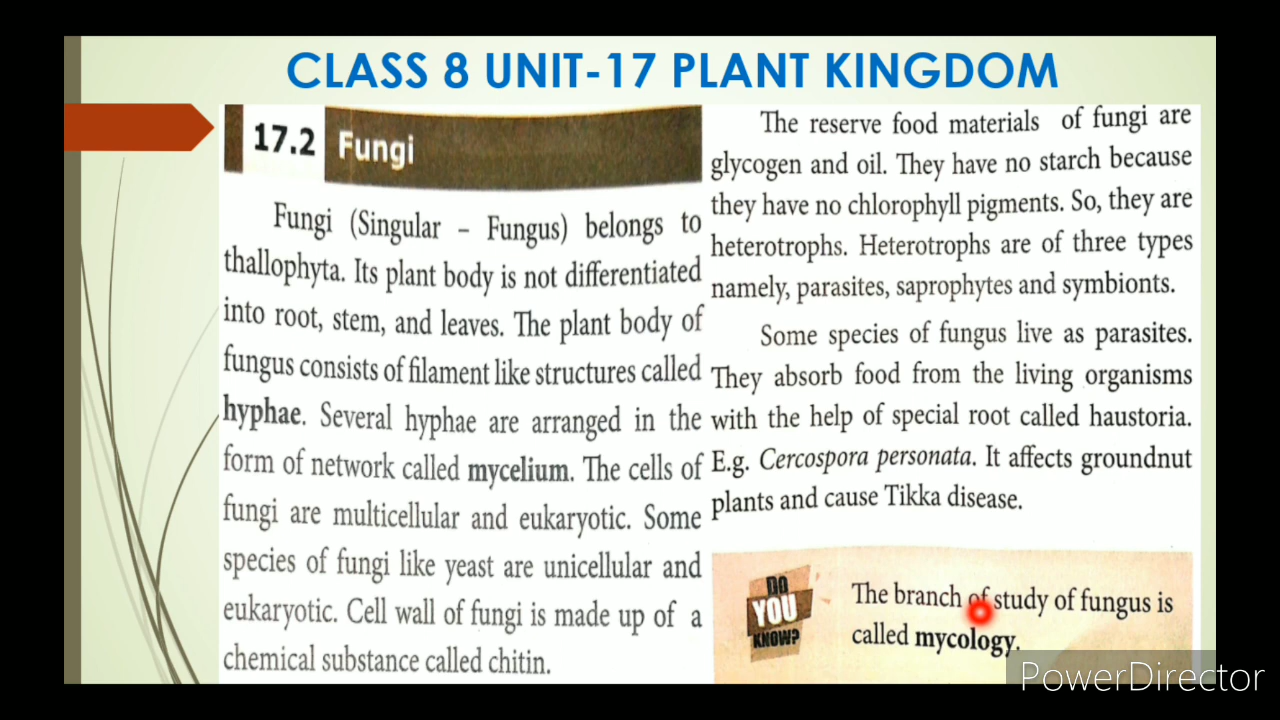 CLASS 8 UNIT-17 PLANT KINGDOM
17.2 Fungi
Fungi (Singular – Fungus) belongs to
thallophyta. Its plant body is not differentiated
into root, stem, and leaves. The plant body of
fungus consists of filament like structures called
hyphae. Several hyphae are arranged in the
form of network called mycelium. The cells of
fungi are multicellular and eukaryotic. Some
species of fungi like yeast are unicellular and
eukaryotic. Cell wall of fungi is made up of a
chemical substance called chitin.
The reserve food materials of fungi are
glycogen and oil. They have no starch because
they have no chlorophyll pigments. So, they are
heterotrophs. Heterotrophs are of three types
namely, parasites, saprophytes and symbionts.
Some species of fungus live as parasites.
They absorb food from the living organisms
with the help of special root called haustoria.
E.g. Cercospora personata. It affects groundnut
plants and cause Tikka disease.
DO
YOU
KNOW?
The branch of study of fungus is
called mycology.
PowerDirector